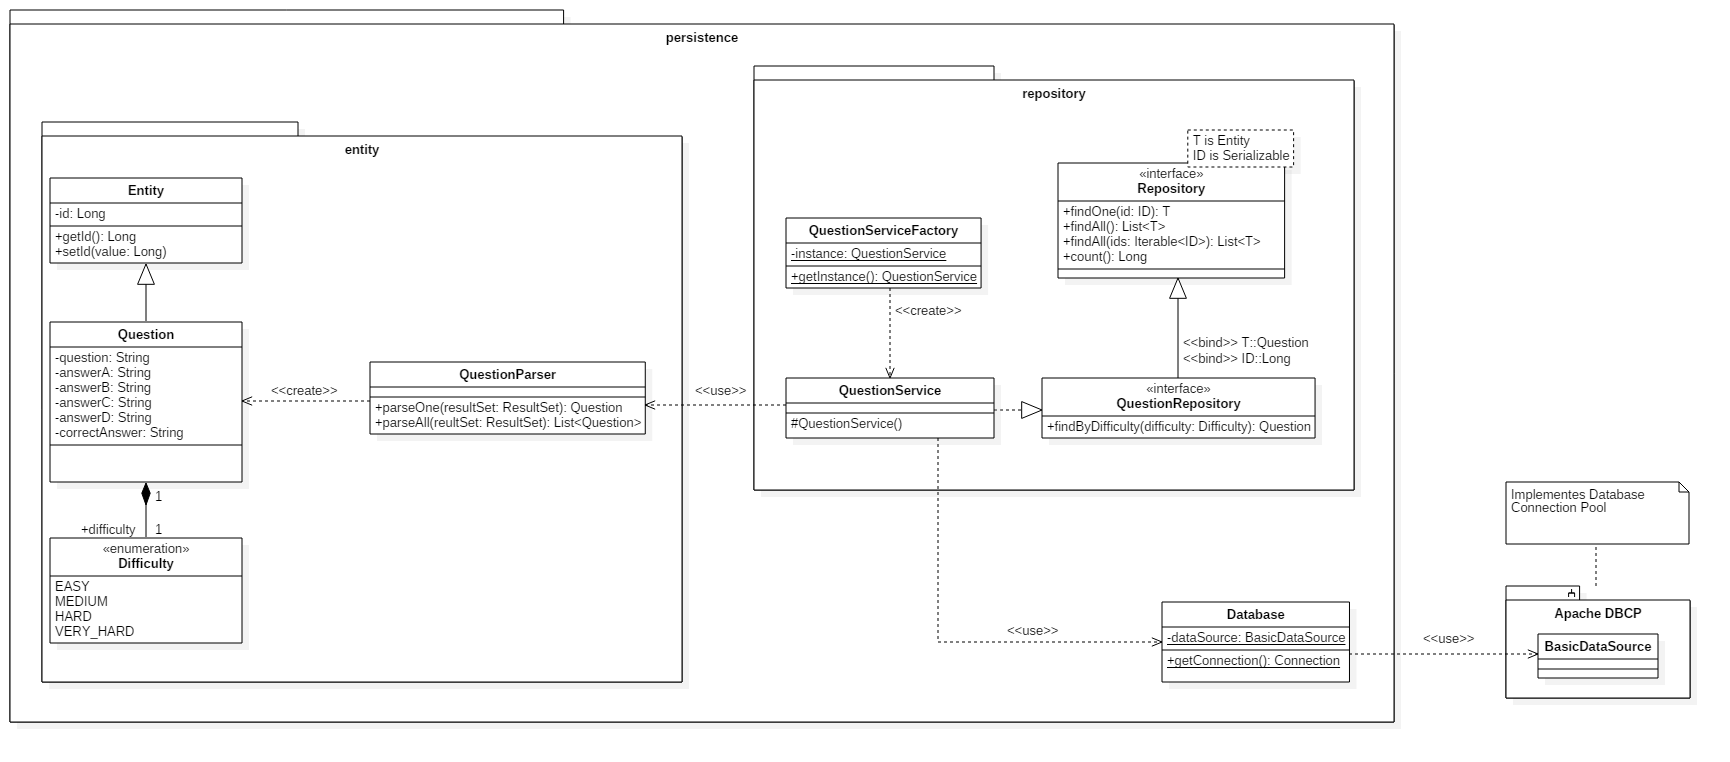 persistence
entity
Entity
-id: Long
+getId(): Long
+setId(value: Long)
Question
-question: String
-answerA: String
-answerB: String
-answerC: String
-answerD: String
-correctAnswer: String
1
+difficulty
1
«enumeration»
Difficulty
EASY
MEDIUM
HARD
VERY_HARD
<<create>>
QuestionParser
+parseOne(resultSet: ResultSet): Question
+parseAll(reultSet: ResultSet): List<Question>
<<use>>
repository
QuestionServiceFactory
-instance: QuestionService
+getInstance(): QuestionService
<<create>>
QuestionService
#QuestionService()
T is Entity
ID is Serializable
«interface»
Repository
+findOne(id: ID): T
+findAll(): List<T>
+findAll(ids: Iterable<ID>): List<T>
+count(): Long
<<bind>> T::Question
<<bind>> ID::Long
«interface»
QuestionRepository
+findByDifficulty(difficulty: Difficulty): Question
<<use>>
Database
-dataSource: BasicDataSource
+getConnection(): Connection
<<use>>
Implementes Database
Connection Pool
Apache DBCP
BasicDataSource